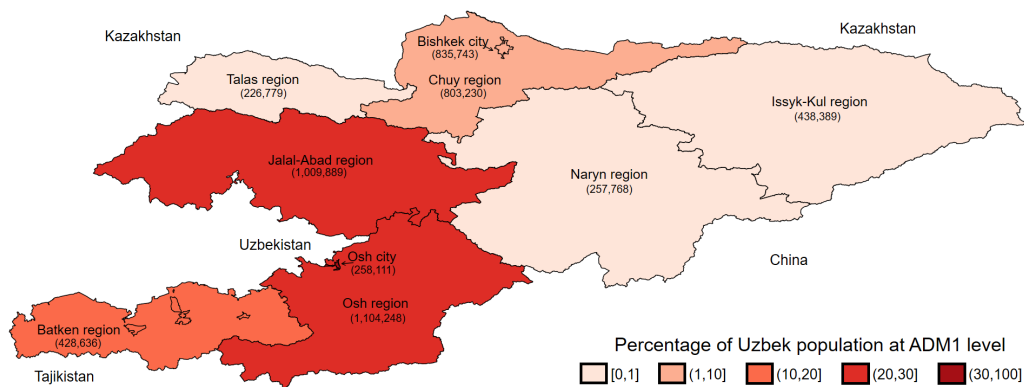 Kazakhstan
Kazakhstan
Bishkek city
(835,743)
Talas region
(226,779)
Chuy region
(803,230)
Issyk-Kul region
(438,389)
Jalal-Abad region
(1,009,889)
Naryn region
(257,768)
Uzbekistan
Osh city
(258,111)
China
Osh region
(1,104,248)
Batken region
(428,636)
Tajikistan
Percentage of Uzbek population at ADM1 level
[0,1] (1,10] (10,20] (20,30] (30,100]